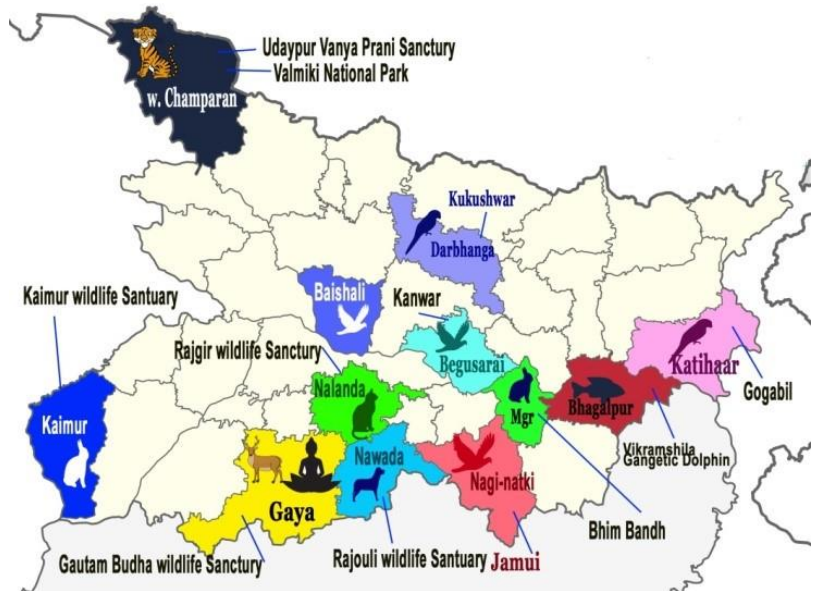 Udaypur Vanya Prani Sanctury
Valmiki National Park
w. Champaran
Kukushwar
Darbhanga
Baishali
Kanwar
Kaimur wildlife Santuary
Rajgir wildlife Sanctury
Begusarai
Katihaar
Gogabil
Nalanda
Mgr
Bhagalpur
Kaimur
Vikramshila
Gangetic Dolphin
Nawada
Nagi-natki
Gaya
Bhim Bandh
Gautam Budha wildlife Sanctury
Rajouli wildlife Santuary
Jamui